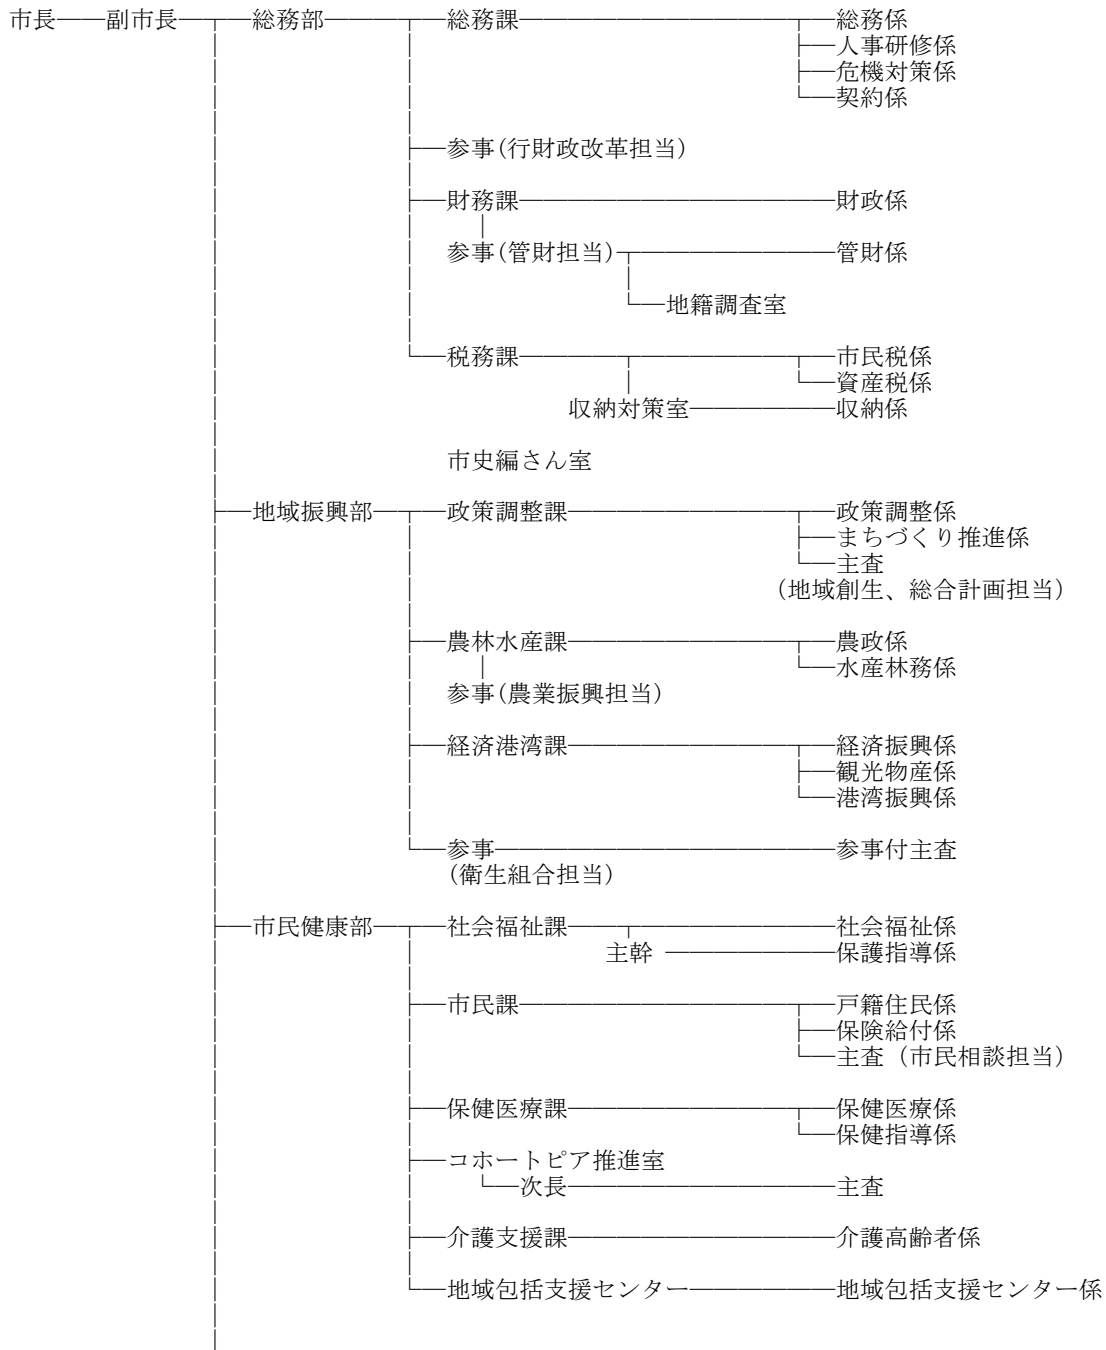 市長 副市長 総務部 総務課 総務係
人事研修係
危機対策係
契約係
参事(行財政改革担当)
財務課 財政係
参事(管財担当) 管財係
地籍調査室
税務課 市民税係
資産税係
収納対策室 収納係
市史編さん室
地域振興部 政策調整課 政策調整係
まちづくり推進係
主査
(地域創生、総合計画担当)
農林水産課 農政係
水産林務係
参事(農業振興担当)
経済港湾課 経済振興係
観光物産係
港湾振興係
参事 参事付主査
(衛生組合担当)
市民健康部 社会福祉課 社会福祉係
主幹 保護指導係
市民課 戸籍住民係
保険給付係
主査（市民相談担当）
保健医療課 保健医療係
保健指導係
コホートピア推進室
次長 主査
介護支援課 介護高齢者係
地域包括支援センター 地域包括支援センター係